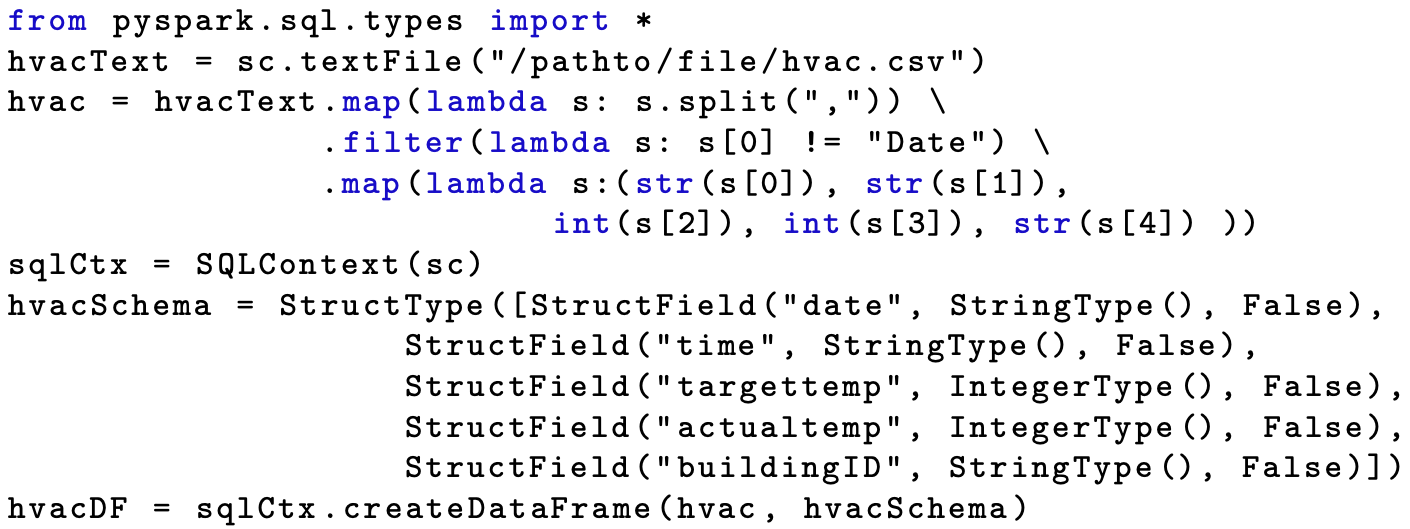 from pyspark.sql.types import *
hvacText = sc.textFile("/pathto/file/hvac.csv")
hvac = hvacText.map(lambda s: s.split(",")) \
               .filter(lambda s: s[0] != "Date") \
               .map(lambda s:(str(s[0]), str(s[1]),
                          int(s[2]), int(s[3]), str(s[4]) ))
sqlCtx = SQLContext(sc)
hvacSchema = StructType([StructField("date", StringType(), False),
                   StructField("time", StringType(), False),
                   StructField("targettemp", IntegerType(), False),
                   StructField("actualtemp", IntegerType(), False),
                   StructField("buildingID", StringType(), False)])
hvacDF = sqlCtx.createDataFrame(hvac, hvacSchema)